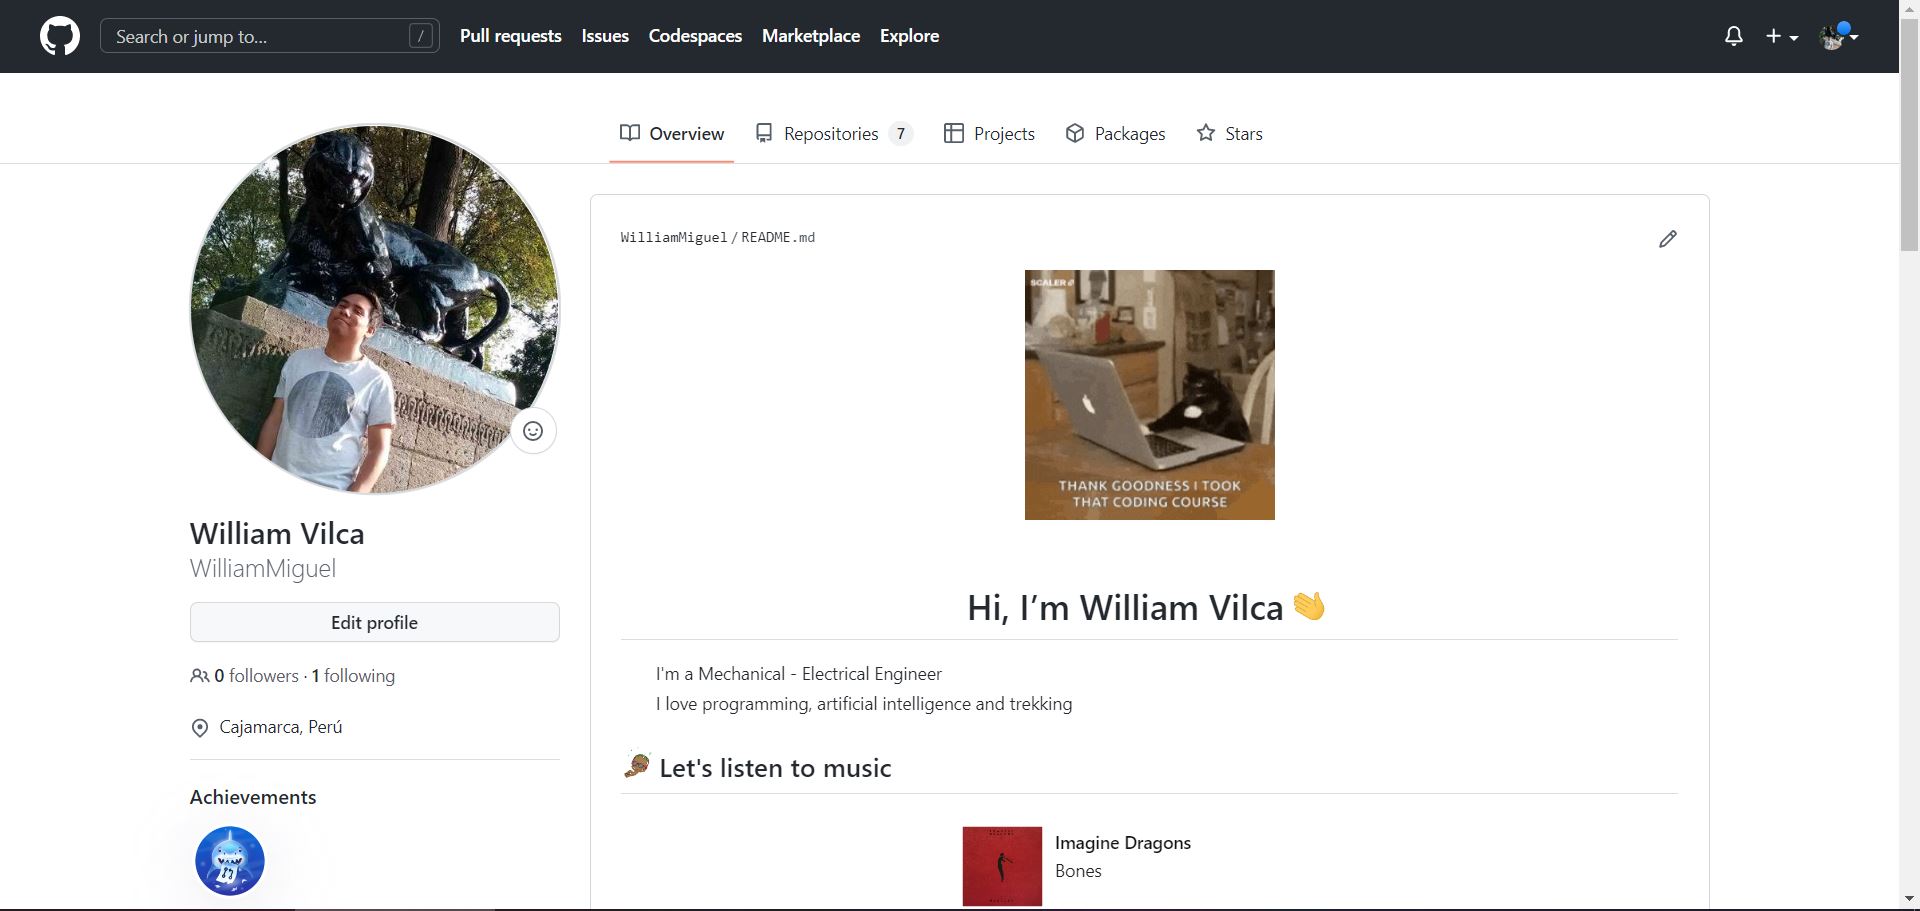 Search or jump to... /
Pull requests Issues Codespaces Marketplace Explore
Overview Repositories 7 Projects Packages Stars
WilliamMiguel / README.md
SCALER
THANK GOODNESS I TOOK
THAT CODING COURSE
William Vilca
WilliamMiguel
Edit profile
0 followers · 1 following
Cajamarca, Perú
Achievements
Hi, I’m William Vilca 👋
I'm a Mechanical - Electrical Engineer
I love programming, artificial intelligence and trekking
Let's listen to music
Imagine Dragons
Bones